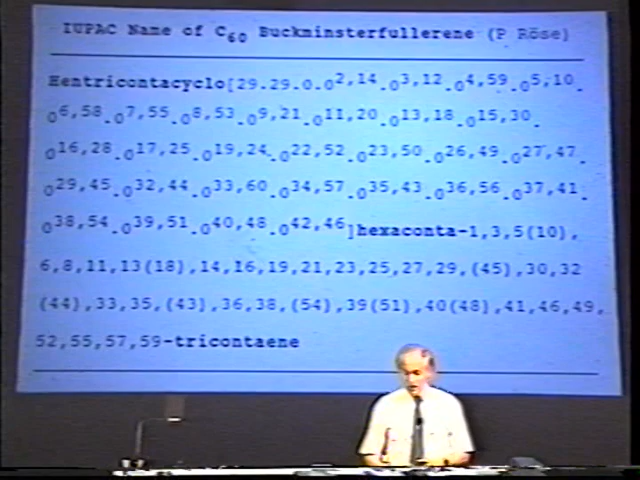 IUPAC Name of C60 Buckminsterfullerene (P Röse)
Hentricontacyclo[29.29.0.0^2,14.0^3,12.0^4,59.0^5,10.
0^6,58.0^7,55.0^8,53.0^9,21.0^11,20.0^13,18.0^15,30.
0^16,28.0^17,25.0^19,24.0^22,52.0^23,50.0^26,49.0^27,47.
0^29,45.0^32,44.0^33,60.0^34,57.0^35,43.0^36,56.0^37,41.
0^38,54.0^39,51.0^40,48.0^42,46]hexaconta-1,3,5(10),
6,8,11,13(18),14,16,19,21,23,25,27,29,(45),30,32
(44),33,35,(43),36,38,(54),39(51),40(48),41,46,49,
52,55,57,59-tricontaene